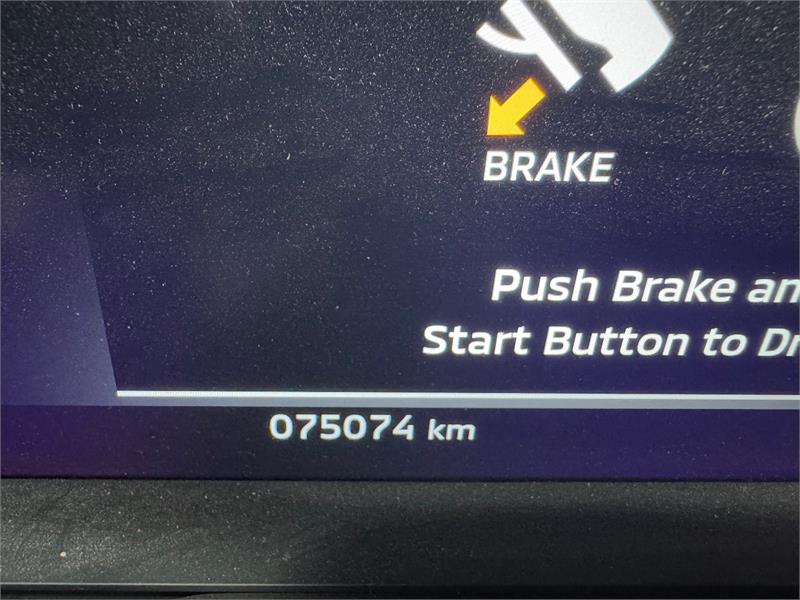 BRAKE
Push Brake an
Start Button to Dr
075074 km